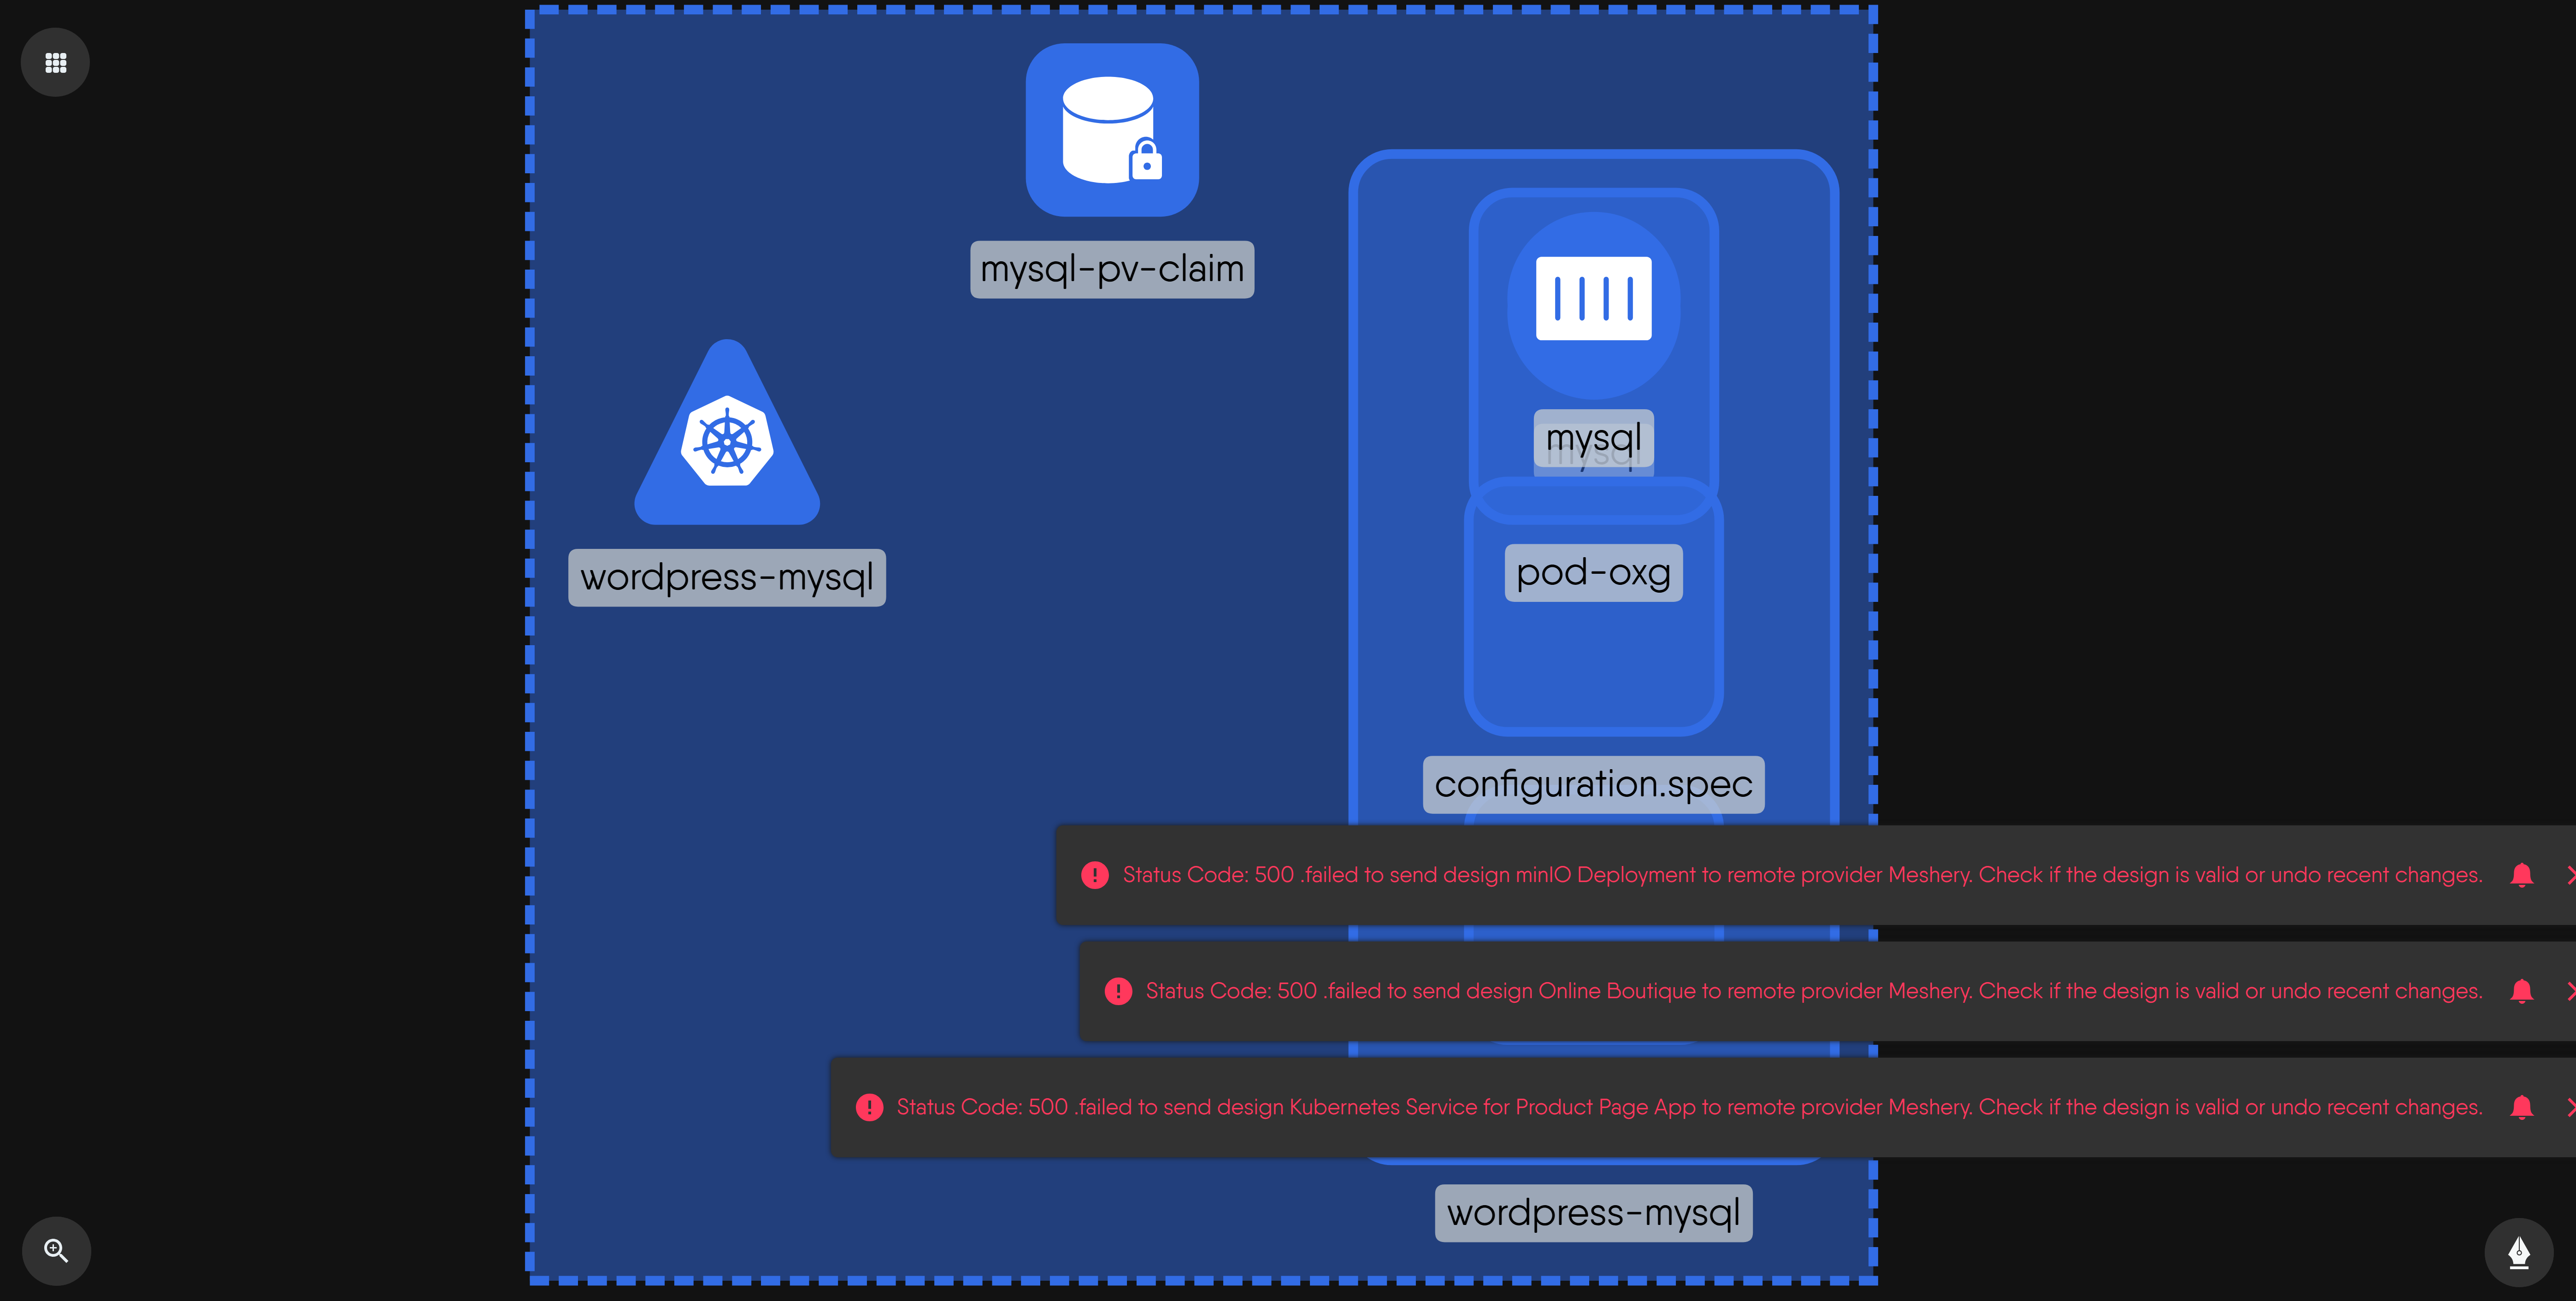 mysql-pv-claim
mysql
mysql
wordpress-mysql
pod-oxg
configuration.spec
Status Code: 500 .failed to send design minIO Deployment to remote provider Meshery. Check if the design is valid or undo recent changes.
Status Code: 500 .failed to send design Online Boutique to remote provider Meshery. Check if the design is valid or undo recent changes.
Status Code: 500 .failed to send design Kubernetes Service for Product Page App to remote provider Meshery. Check if the design is valid or undo recent changes.
wordpress-mysql